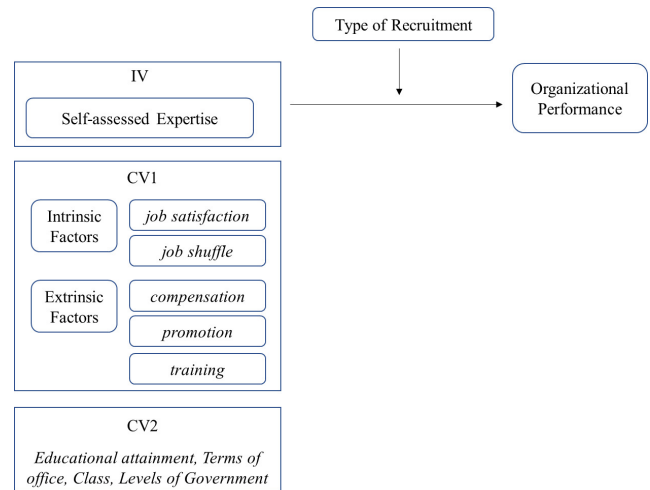 Type of Recruitment
IV
Self-assessed Expertise
Organizational
Performance
CV1
Intrinsic
Factors
job satisfaction
job shuffle
Extrinsic
Factors
compensation
promotion
training
CV2
Educational attainment, Terms of
office, Class, Levels of Government